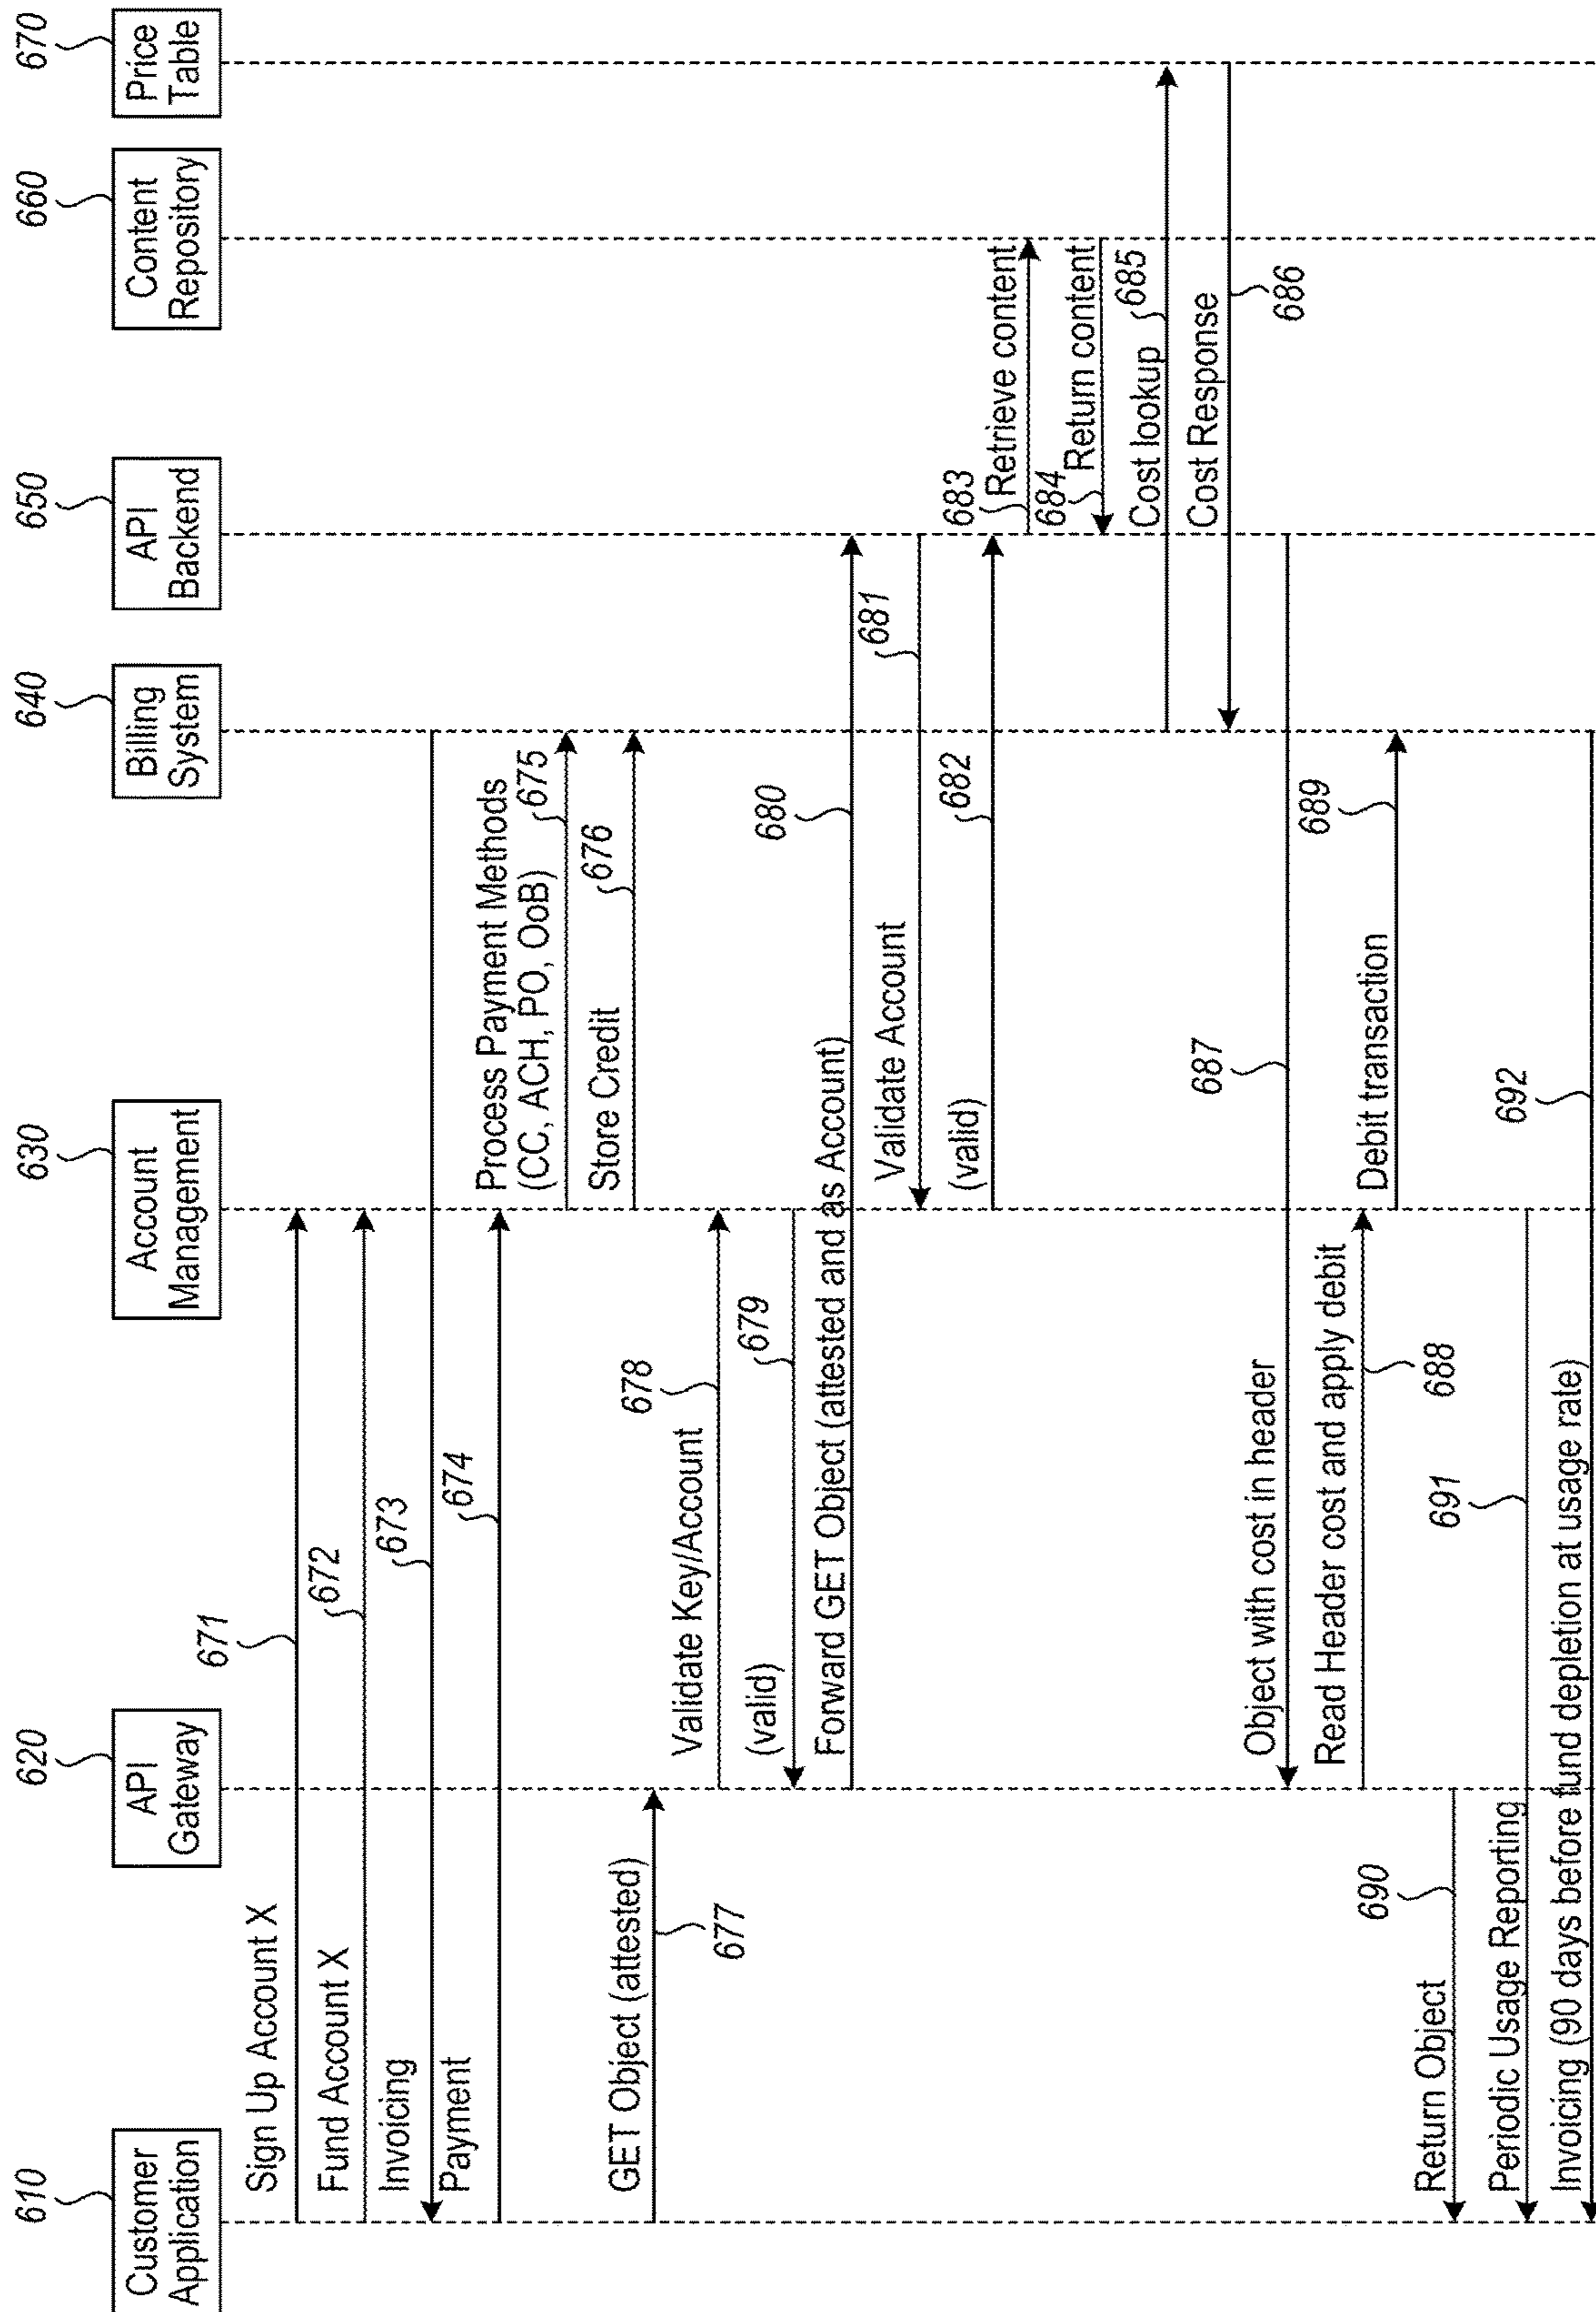 610
Customer
Application
620
API
Gateway
630
Account
Management
640
Billing
System
650
API
Backend
660
Content
Repository
670
Price
Table
Sign Up Account X
671
Fund Account X
672
Invoicing
673
Payment
674
Process Payment Methods
(CC, ACH, PO, OoB)
675
Store Credit
676
GET Object (attested)
677
Validate Key/Account
678
(valid)
679
Forward GET Object (attested and as Account)
680
Validate Account
681
(valid)
682
683
Retrieve content
684
Return content
Cost lookup
685
Cost Response
686
Object with cost in header
687
Read Header cost and apply debit
688
Debit transaction
689
Return Object
690
Periodic Usage Reporting
691
Invoicing (90 days before fund depletion at usage rate)
692